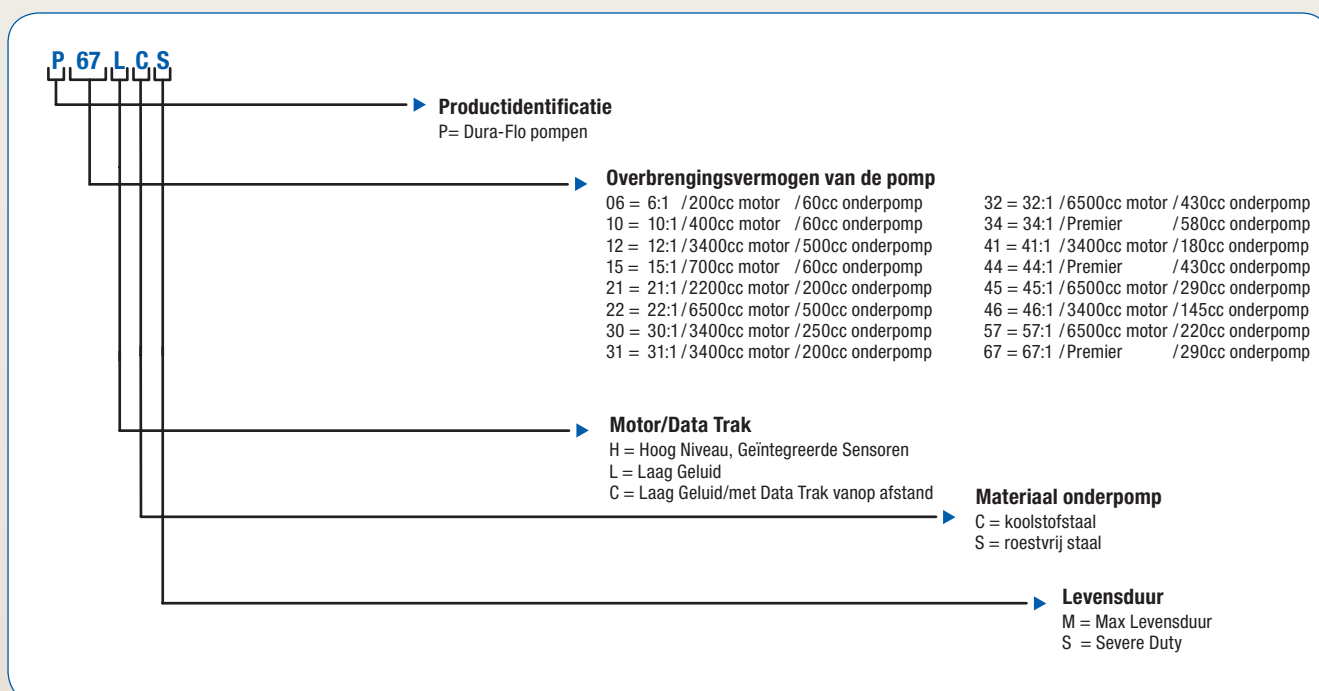 P 67 L C S
Productidentificatie
P= Dura-Flo pompen
Overbrengingsvermogen van de pomp
06 = 6:1 /200cc motor /60cc onderpomp
10 = 10:1 /400cc motor /60cc onderpomp
12 = 12:1 /3400cc motor /500cc onderpomp
15 = 15:1 /700cc motor /60cc onderpomp
21 = 21:1 /2200cc motor /200cc onderpomp
22 = 22:1 /6500cc motor /500cc onderpomp
30 = 30:1 /3400cc motor /250cc onderpomp
31 = 31:1 /3400cc motor /200cc onderpomp
32 = 32:1 /6500cc motor /430cc onderpomp
34 = 34:1 /Premier /580cc onderpomp
41 = 41:1 /3400cc motor /180cc onderpomp
44 = 44:1 /Premier /430cc onderpomp
45 = 45:1 /6500cc motor /290cc onderpomp
46 = 46:1 /3400cc motor /145cc onderpomp
57 = 57:1 /6500cc motor /220cc onderpomp
67 = 67:1 /Premier /290cc onderpomp
Motor/Data Trak
H = Hoog Niveau, Geïntegreerde Sensoren
L = Laag Geluid
C = Laag Geluid/met Data Trak vanop afstand
Materiaal onderpomp
C = koolstofstaal
S = roestvrij staal
Levensduur
M = Max Levensduur
S = Severe Duty